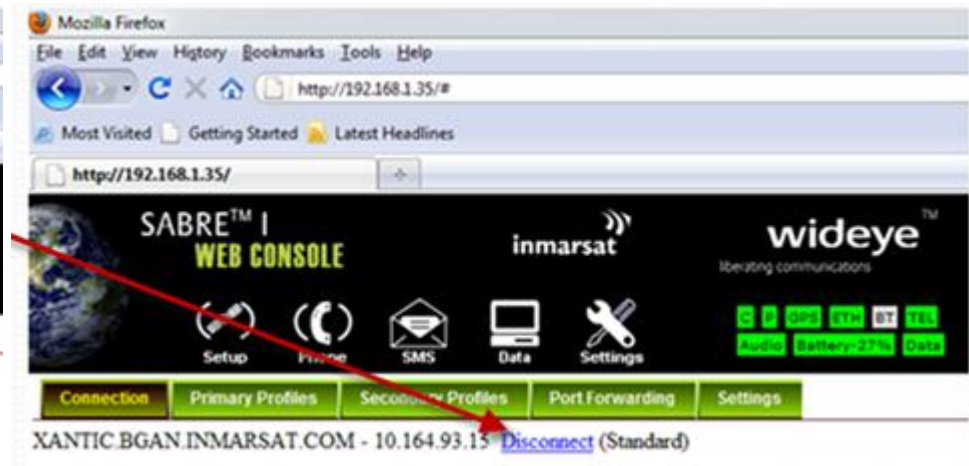 Mozilla Firefox
File Edit View History Bookmarks Tools Help
http://192.168.1.35/#
Most Visited Getting Started Latest Headlines
http://192.168.1.35/
SABRE™ I
WEB CONSOLE
inmarsat
wideye™
liberating communications
Setup Phone SMS Data Settings
C P GPS ETH BT TEL
Audio Battery-27% Data
Connection Primary Profiles Secondary Profiles Port Forwarding Settings
XANTIC.BGAN.INMARSAT.COM - 10.164.93.15 Disconnect (Standard)